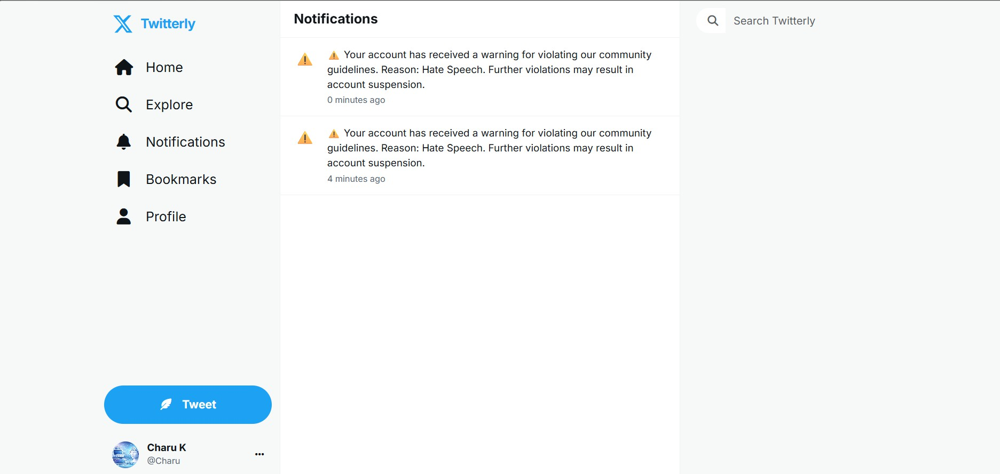 Twitterly
Home
Explore
Notifications
Bookmarks
Profile
Tweet
Charu K
@Charu
Notifications
⚠️ Your account has received a warning for violating our community
guidelines. Reason: Hate Speech. Further violations may result in
account suspension.
0 minutes ago
⚠️ Your account has received a warning for violating our community
guidelines. Reason: Hate Speech. Further violations may result in
account suspension.
4 minutes ago
Search Twitterly